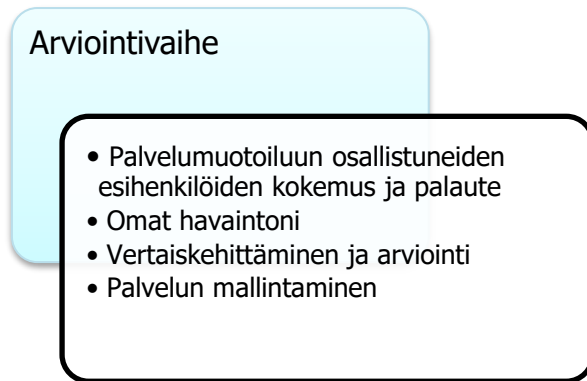 Arviointivaihe
• Palvelumuotoiluun osallistuneiden
esihenkilöiden kokemus ja palaute
• Omat havaintoni
• Vertaiskehittäminen ja arviointi
• Palvelun mallintaminen